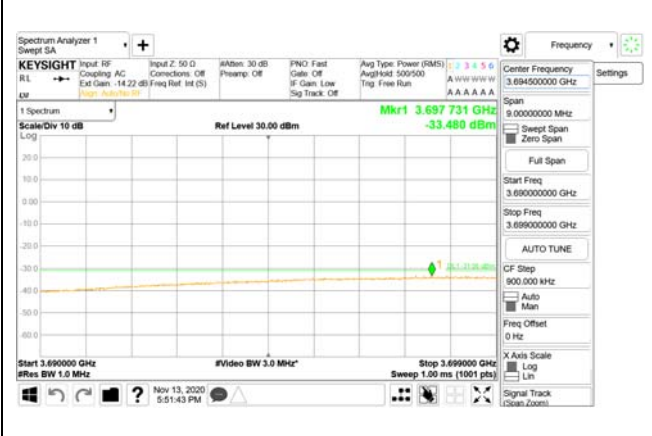 Spectrum Analyzer 1
Swept SA
Frequency
KEYSIGHT
RL
Input: RF
Coupling: AC
Ext Gain: -14.22 dB
Align: Auto/No RF
Input Z: 50 Ω
Corrections: Off
Freq Ref: Int (S)
#Atten: 30 dB
Preamp: Off
PNO: Fast
Gate: Off
IF Gain: Low
Sig Track: Off
Avg Type: Power (RMS)
Avg|Hold: 500/500
Trig: Free Run
1 2 3 4 5 6
A W W W W W
A A A A A A
1 Spectrum
Scale/Div 10 dB
Log
Ref Level 30.00 dBm
Mkr1 3.697 731 GHz
-33.480 dBm
20.0
10.0
0.00
-10.0
-20.0
-30.0
-40.0
-50.0
-60.0
1
Start 3.690000 GHz
#Res BW 1.0 MHz
#Video BW 3.0 MHz*
Stop 3.699000 GHz
Sweep 1.00 ms (1001 pts)
Nov 13, 2020
5:51:43 PM
Center Frequency
3.694500000 GHz
Settings
Span
9.00000000 MHz
Swept Span
Zero Span
Full Span
Start Freq
3.690000000 GHz
Stop Freq
3.699000000 GHz
AUTO TUNE
CF Step
900.000 kHz
Auto
Man
Freq Offset
0 Hz
X Axis Scale
Log
Lin
Signal Track
(Span Zoom)